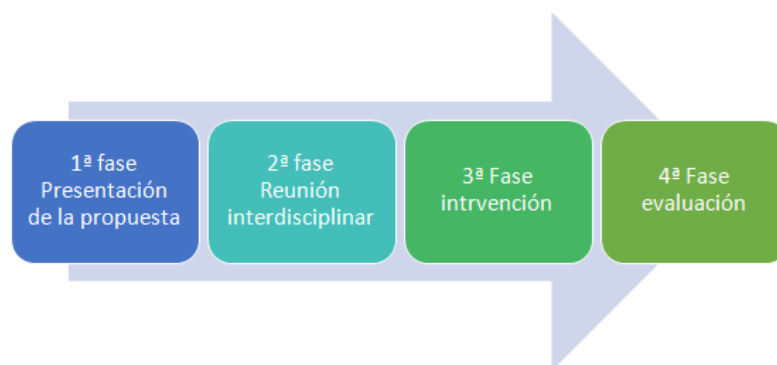 1ª fase
Presentación
de la propuesta
2ª fase
Reunión
interdisciplinar
3ª Fase
intrvención
4ª Fase
evaluación